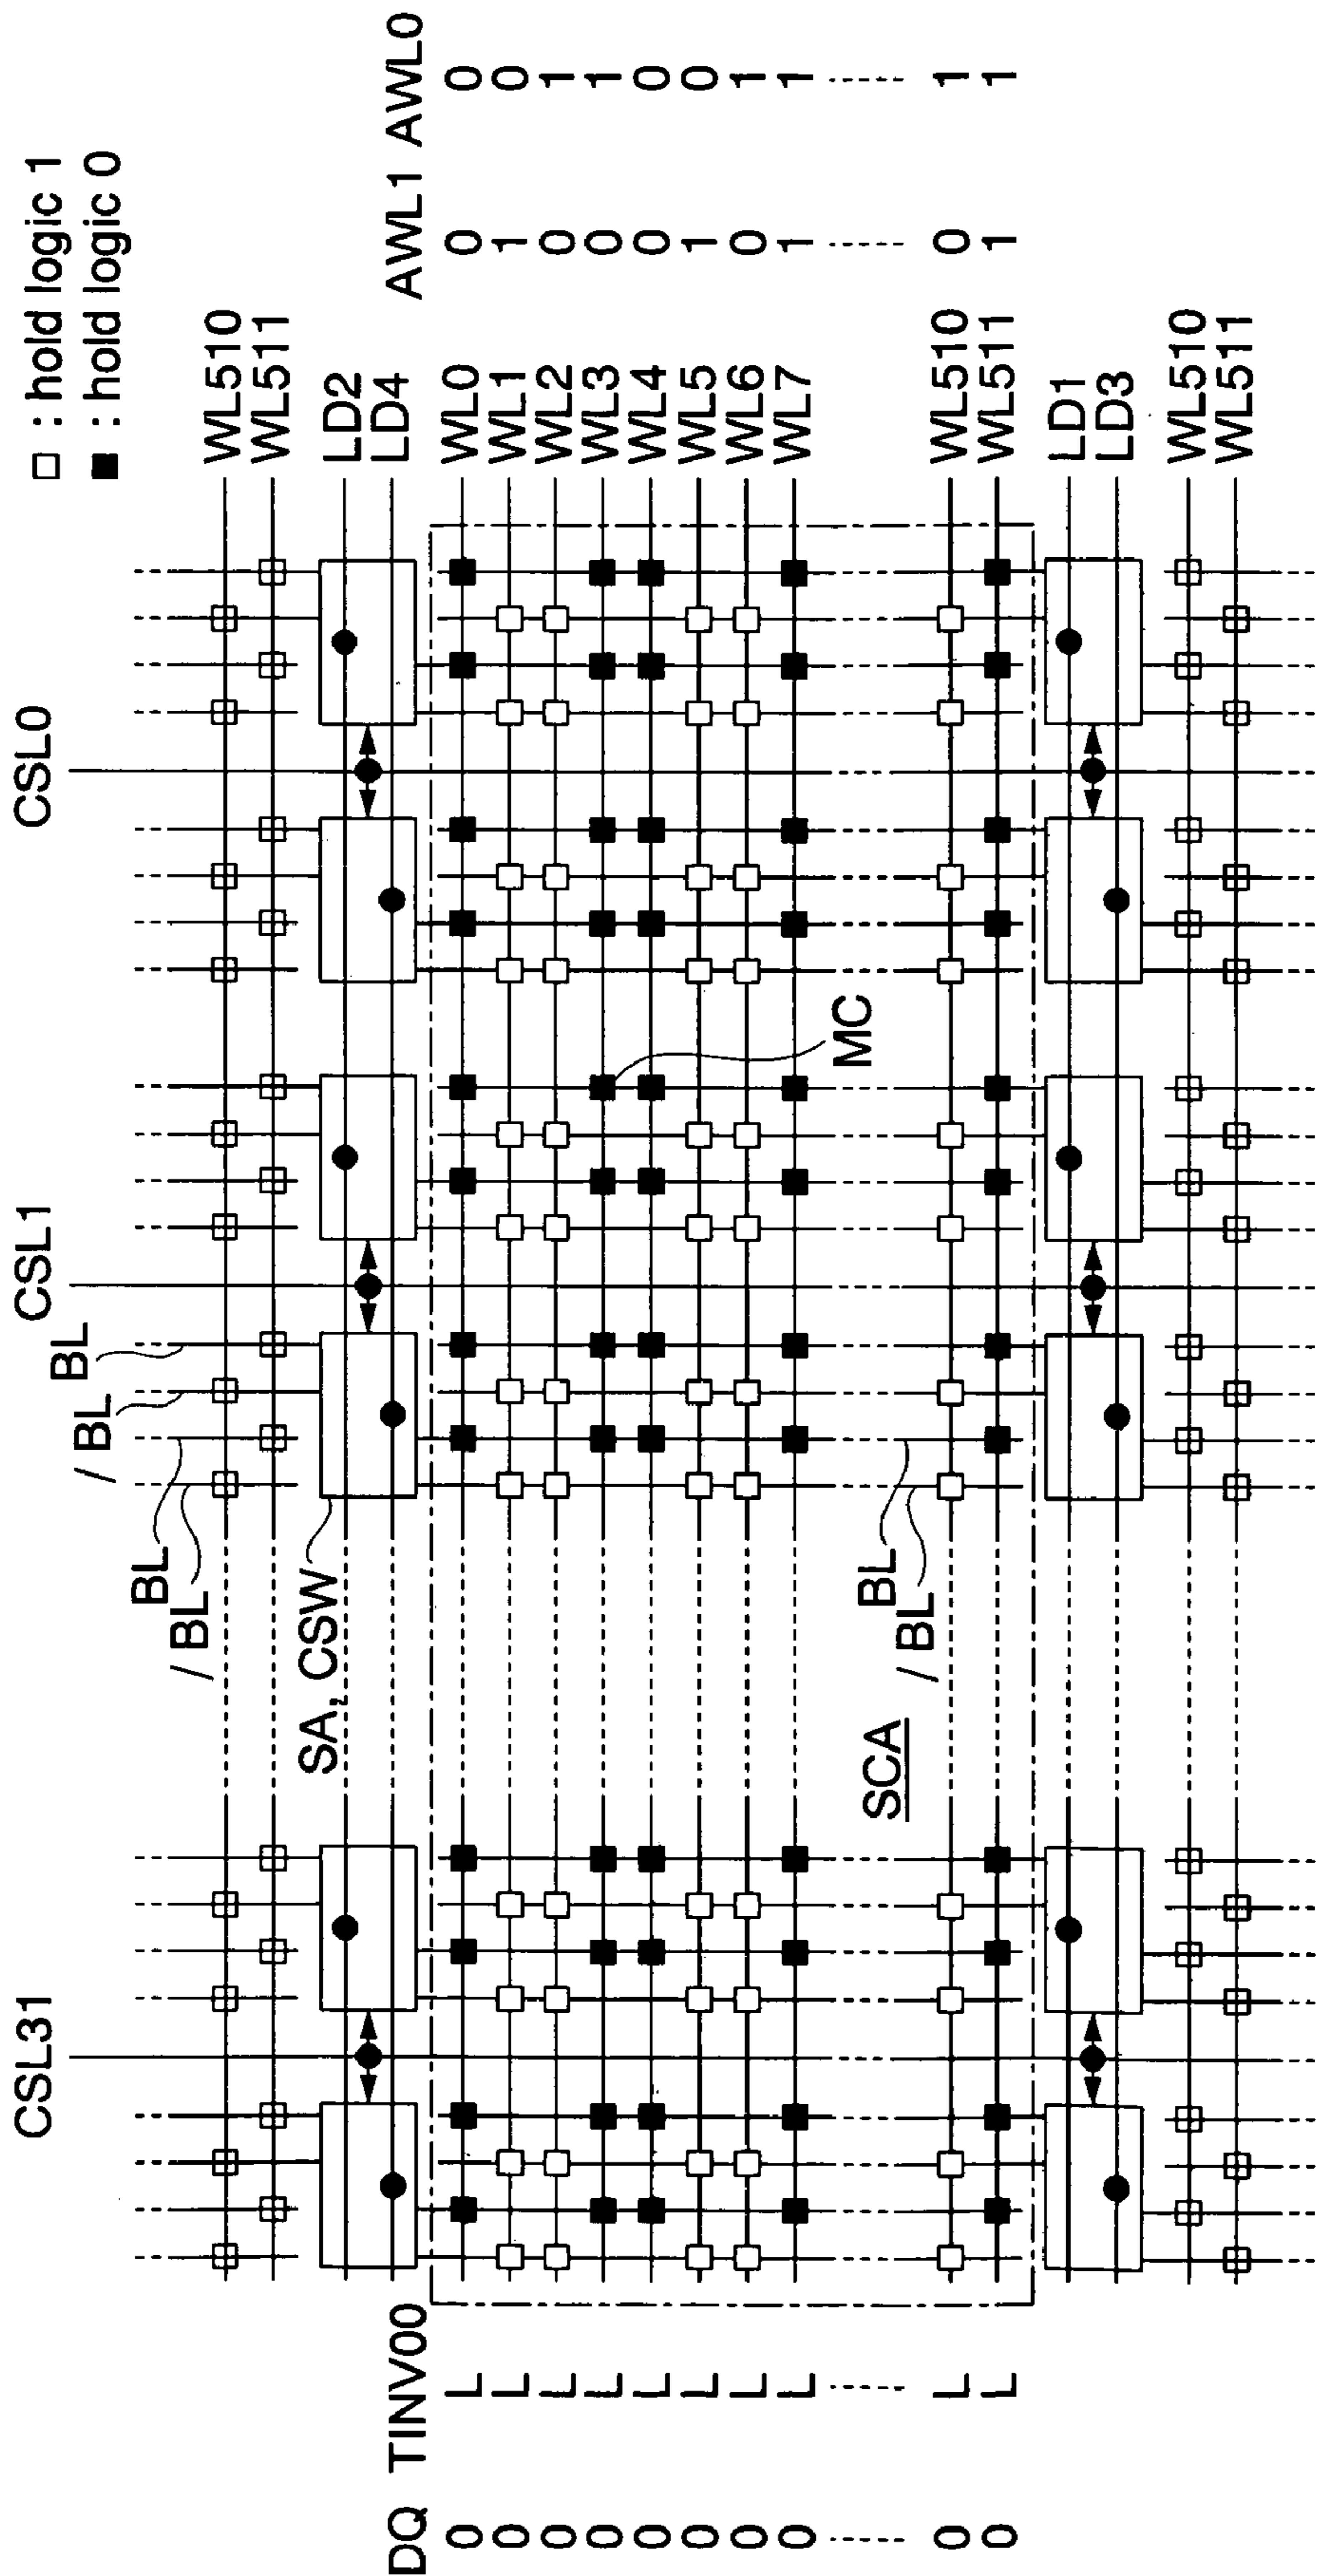 CSL31 CSL1 CSL0
□ : hold logic 1
■ : hold logic 0
BL
/ BL
BL
/ BL
WL510
WL511
SA, CSW
LD2
LD4
DQ TINV00 AWL1 AWL0
0 L WL0 0 0
0 L WL1 1 0
0 L WL2 0 1
0 L WL3 0 1
0 L WL4 0 0
0 L WL5 1 0
0 L WL6 0 1
0 L WL7 1 1
MC
SCA
BL
/ BL
0 L WL510 0 1
0 L WL511 1 1
LD1
LD3
WL510
WL511